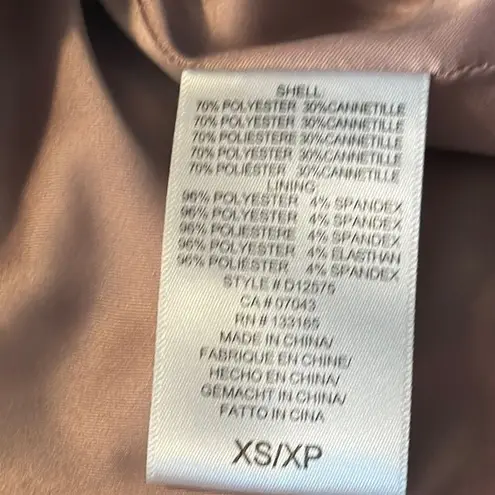 SHELL:
70% POLYESTER 30%CANNETILLE
70% POLYESTER 30%CANNETILLE
70% POLIESTERE 30%CANNETILLE
70% POLYESTER 30%CANNETILLE
70% POLIÉSTER 30%CANNETILLE
LINING:
96% POLYESTER 4% SPANDEX
96% POLYESTER 4% SPANDEX
96% POLIESTERE 4% SPANDEX
96% POLYESTER 4% ELASTHAN
96% POLIÉSTER 4% SPANDEX
STYLE # D12575
CA # 07043
RN # 133165
MADE IN CHINA/
FABRIQUE EN CHINE/
HECHO EN CHINA/
GEMACHT IN CHINA/
FATTO IN CINA
XS/XP